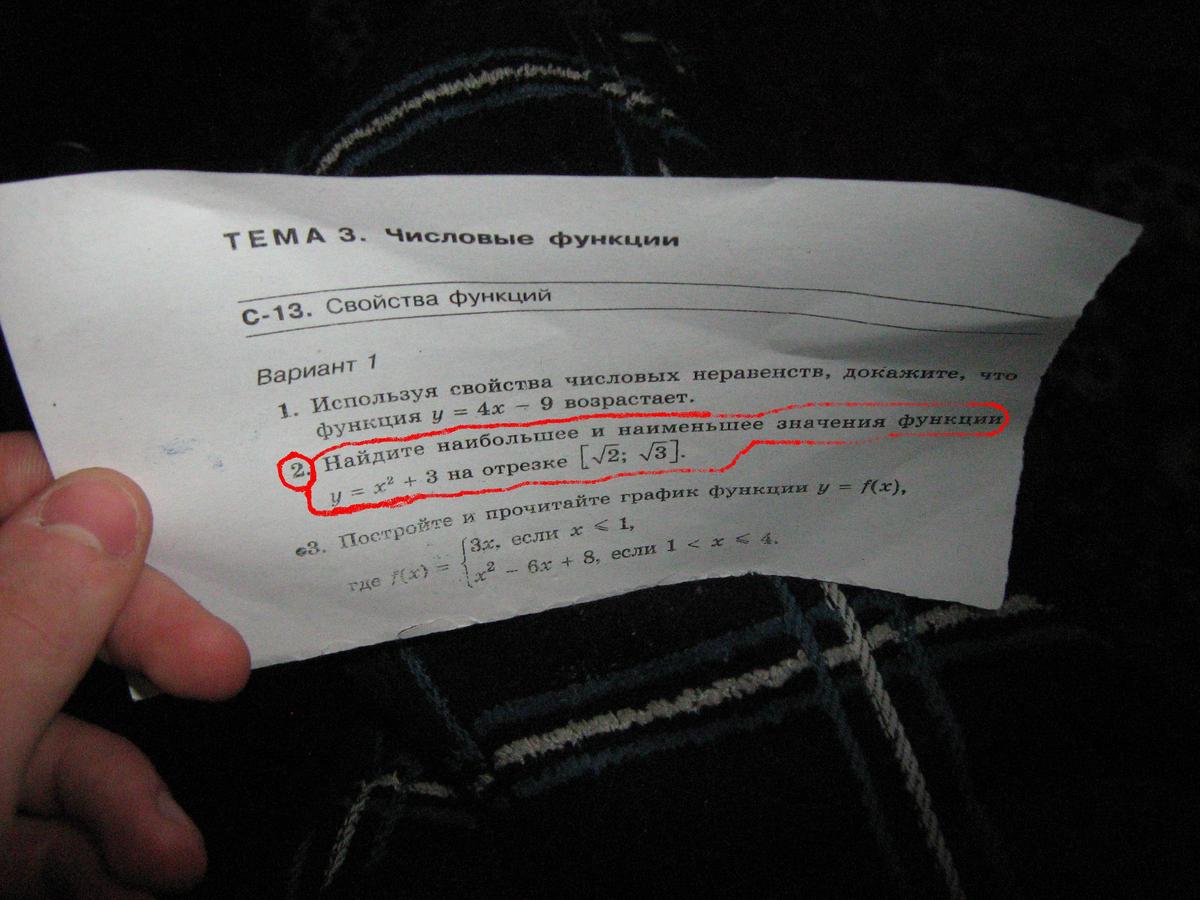 ТЕМА 3. Числовые функции
С-13. Свойства функций
Вариант 1
1. Используя свойства числовых неравенств, докажите, что
функция y = 4x − 9 возрастает.
2. Найдите наибольшее и наименьшее значения функции
y = x² + 3 на отрезке [√2; √3].
3. Постройте и прочитайте график функции y = f(x),
где f(x) = {3x, если x ⩽ 1,
x² − 6x + 8, если 1 < x ⩽ 4.